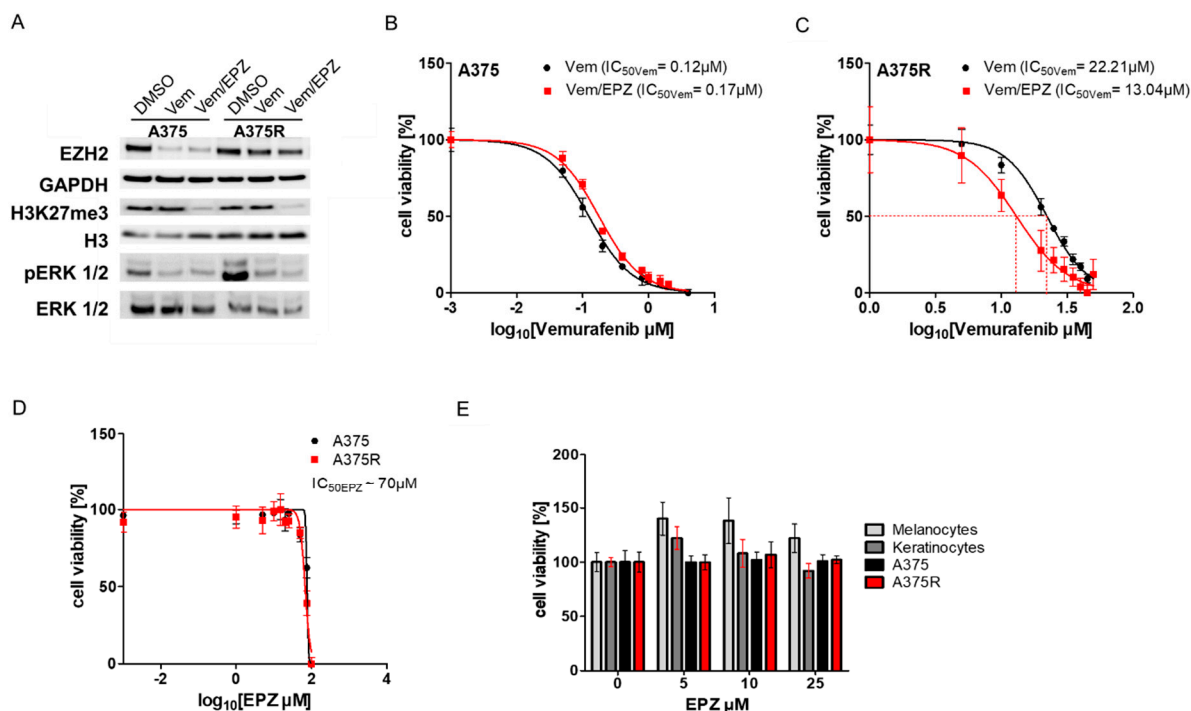 A
DMSO
Vem
Vem/EPZ
DMSO
Vem
Vem/EPZ
A375
A375R
EZH2
GAPDH
H3K27me3
H3
pERK 1/2
ERK 1/2
B
A375
Vem (IC50Vem= 0.12µM)
Vem/EPZ (IC50Vem= 0.17µM)
cell viability [%]
150
100
50
0
-3
-2
-1
0
1
log10[Vemurafenib µM]
C
A375R
Vem (IC50Vem= 22.21µM)
Vem/EPZ (IC50Vem= 13.04µM)
cell viability [%]
150
100
50
0
0.0
0.5
1.0
1.5
2.0
log10[Vemurafenib µM]
D
A375
A375R
IC50EPZ ~ 70µM
cell viability [%]
150
100
50
0
-2
0
2
4
log10[EPZ µM]
E
cell viability [%]
200
150
100
50
0
0
5
10
25
EPZ µM
Melanocytes
Keratinocytes
A375
A375R